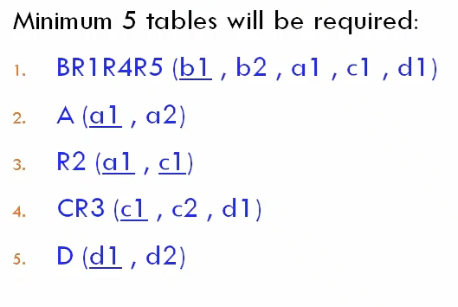 Minimum 5 tables will be required:
1. BR1R4R5 (b1 , b2 , a1 , c1 , d1)
2. A (a1 , a2)
3. R2 (a1 , c1)
4. CR3 (c1 , c2 , d1)
5. D (d1 , d2)